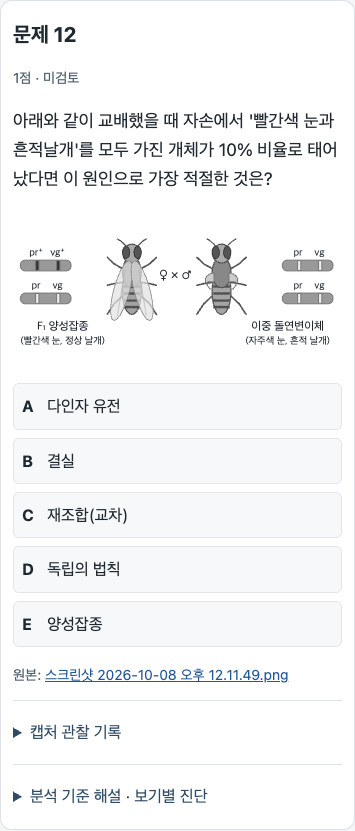 문제 12
1점 · 미검토
아래와 같이 교배했을 때 자손에서 '빨간색 눈과
흔적날개'를 모두 가진 개체가 10% 비율로 태어
났다면 이 원인으로 가장 적절한 것은?
pr⁺ vg⁺
pr vg
F₁ 양성잡종
(빨간색 눈, 정상 날개)
♀ × ♂
pr vg
pr vg
이중 돌연변이체
(자주색 눈, 흔적 날개)
A 다인자 유전
B 결실
C 재조합(교차)
D 독립의 법칙
E 양성잡종
원본: 스크린샷 2026-10-08 오후 12.11.49.png
▶ 캡처 관찰 기록
▶ 분석 기준 해설 · 보기별 진단